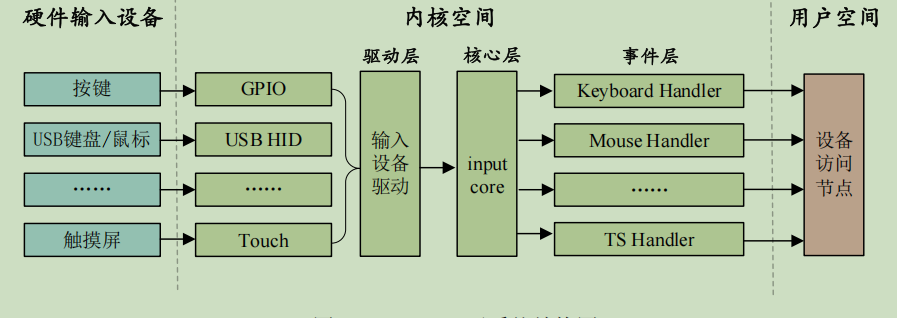 硬件输入设备
内核空间
用户空间
驱动层
核心层
事件层
按键
GPIO
Keyboard Handler
USB键盘/鼠标
USB HID
Mouse Handler
……
……
……
触摸屏
Touch
TS Handler
输入
设备
驱动
input
core
设备
访问
节点